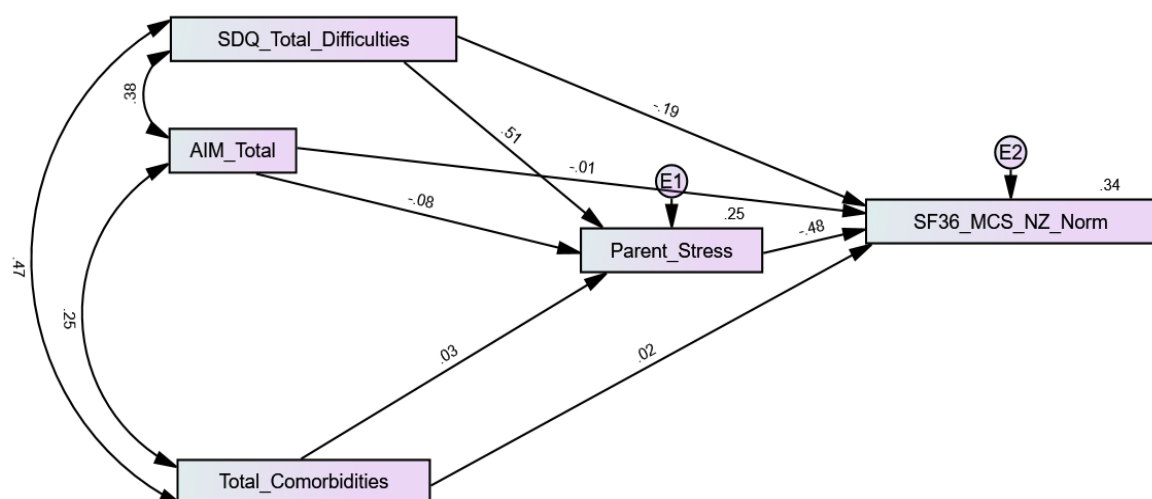 SDQ_Total_Difficulties
.38
-.19
.51
AIM_Total
-.01
E1
E2
.34
-.08
.25
SF36_MCS_NZ_Norm
-.48
Parent_Stress
.47
.25
.03
.02
Total_Comorbidities